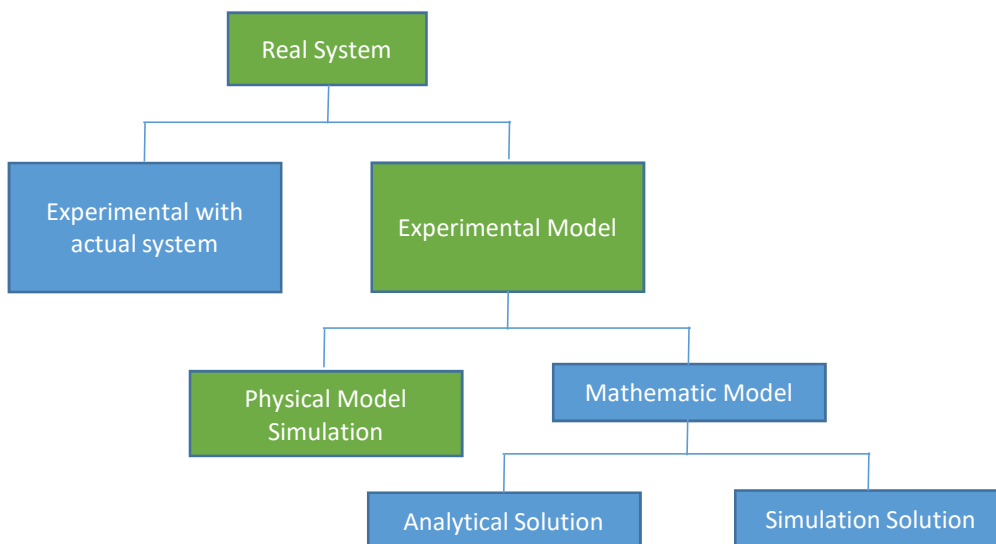 Real System
Experimental with
actual system
Experimental Model
Physical Model
Simulation
Mathematic Model
Analytical Solution
Simulation Solution